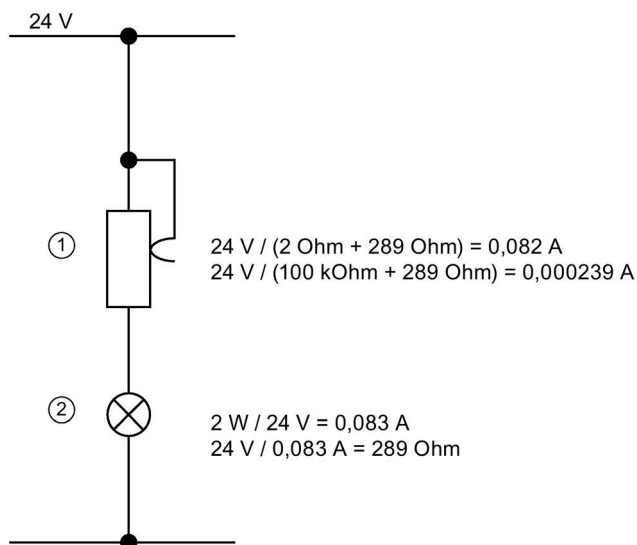 24 V
①
24 V / (2 Ohm + 289 Ohm) = 0,082 A
24 V / (100 kOhm + 289 Ohm) = 0,000239 A
②
2 W / 24 V = 0,083 A
24 V / 0,083 A = 289 Ohm